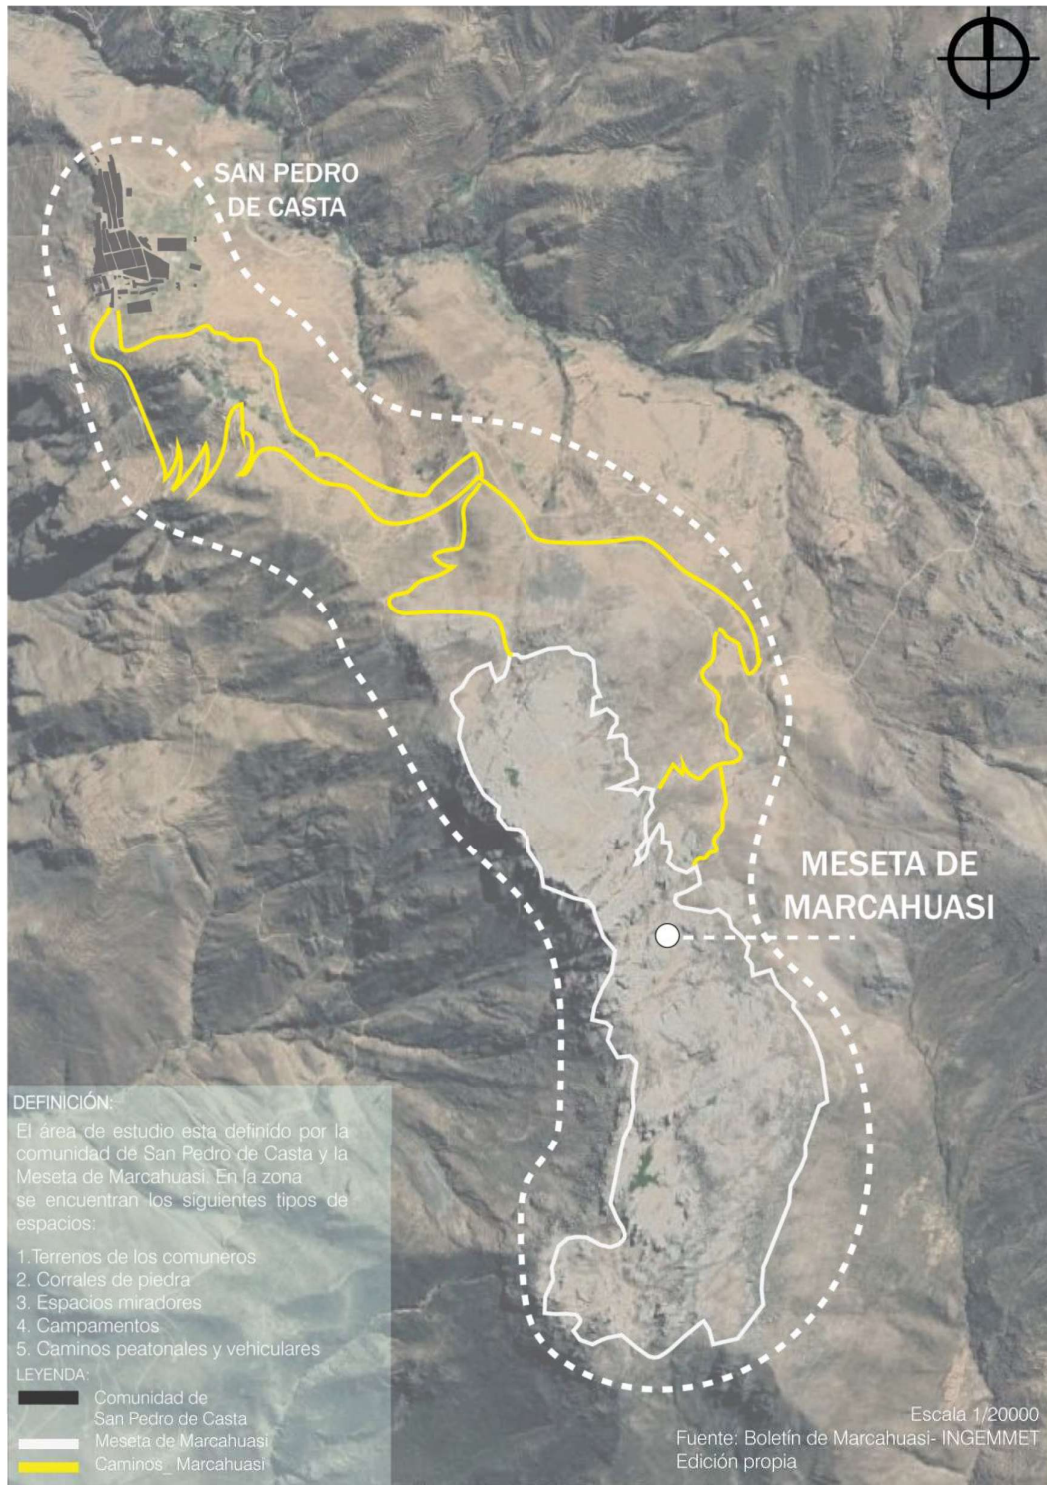 SAN PEDRO
DE CASTA
MESETA DE
MARCAHUASI
DEFINICIÓN:
El área de estudio esta definido por la
comunidad de San Pedro de Casta y la
Meseta de Marcahuasi. En la zona
se encuentran los siguientes tipos de
espacios:
1.Terrenos de los comuneros
2. Corrales de piedra
3. Espacios miradores
4. Campamentos
5. Caminos peatonales y vehiculares
LEYENDA:
Comunidad de
San Pedro de Casta
Meseta de Marcahuasi
Caminos_ Marcahuasi
Escala 1/20000
Fuente: Boletín de Marcahuasi- INGEMMET
Edición propia